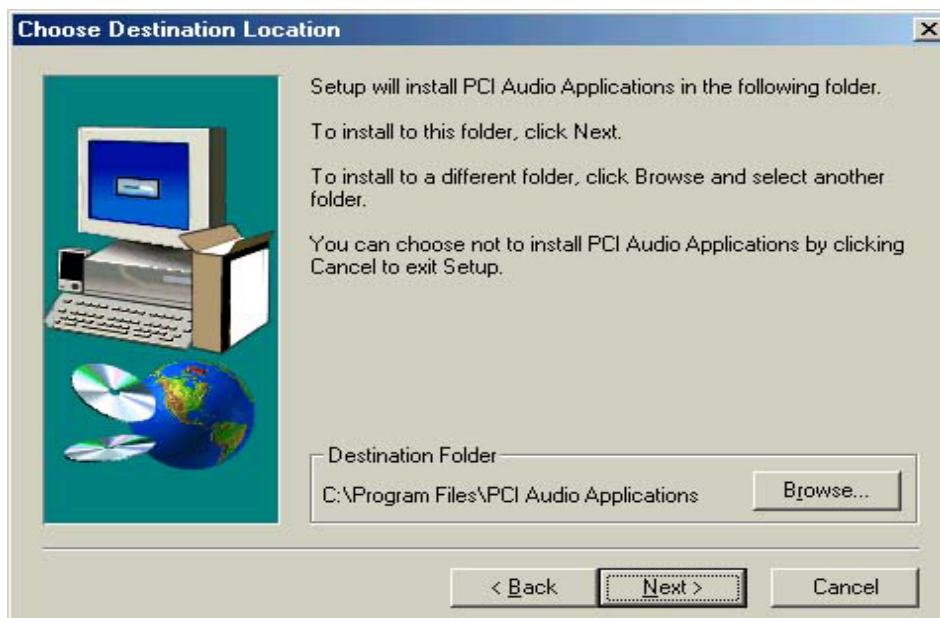 Choose Destination Location
Setup will install PCI Audio Applications in the following folder.
To install to this folder, click Next.
To install to a different folder, click Browse and select another
folder.
You can choose not to install PCI Audio Applications by clicking
Cancel to exit Setup.
Destination Folder
C:\Program Files\PCI Audio Applications
Browse...
< Back
Next >
Cancel